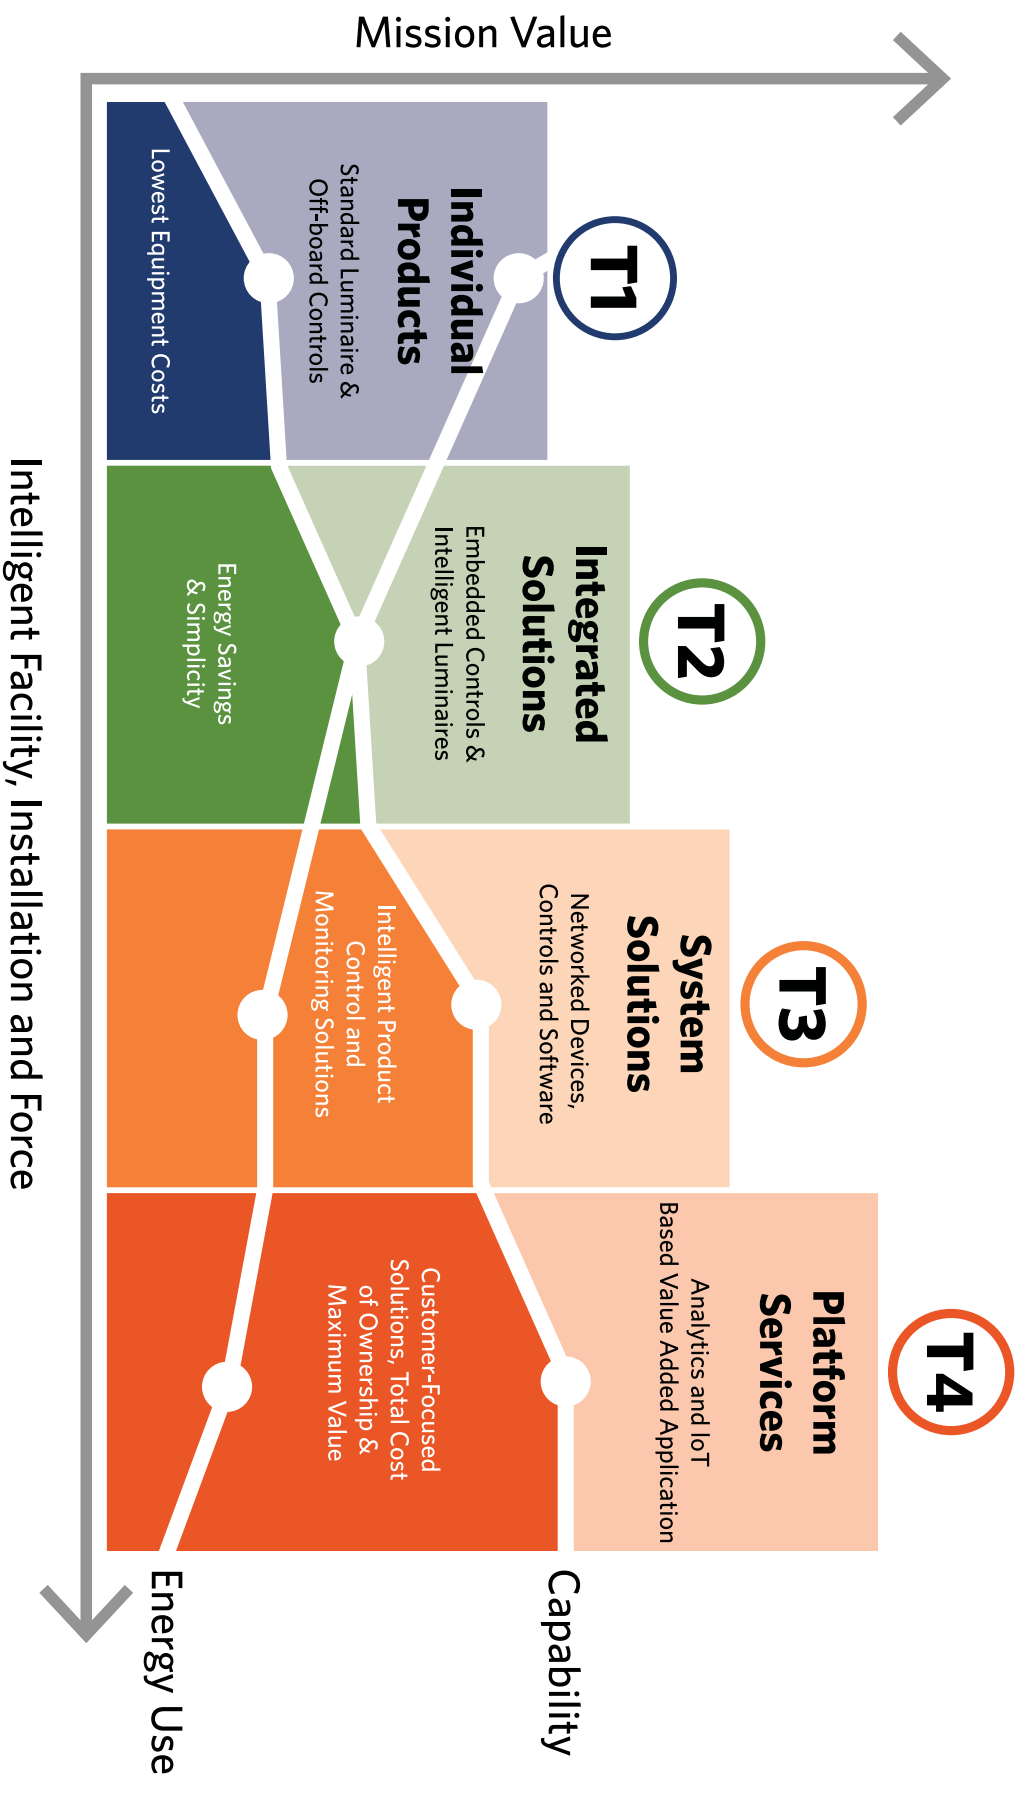 Mission Value
T1
Individual
Products
Standard Luminaire &
Off-board Controls
Lowest Equipment Costs
T2
Integrated
Solutions
Embedded Controls &
Intelligent Luminaires
Energy Savings
& Simplicity
T3
System
Solutions
Networked Devices,
Controls and Software
Intelligent Product
Control and
Monitoring Solutions
T4
Platform
Services
Analytics and IoT
Based Value Added Application
Customer-Focused
Solutions, Total Cost
of Ownership &
Maximum Value
Capability
Energy Use
Intelligent Facility, Installation and Force